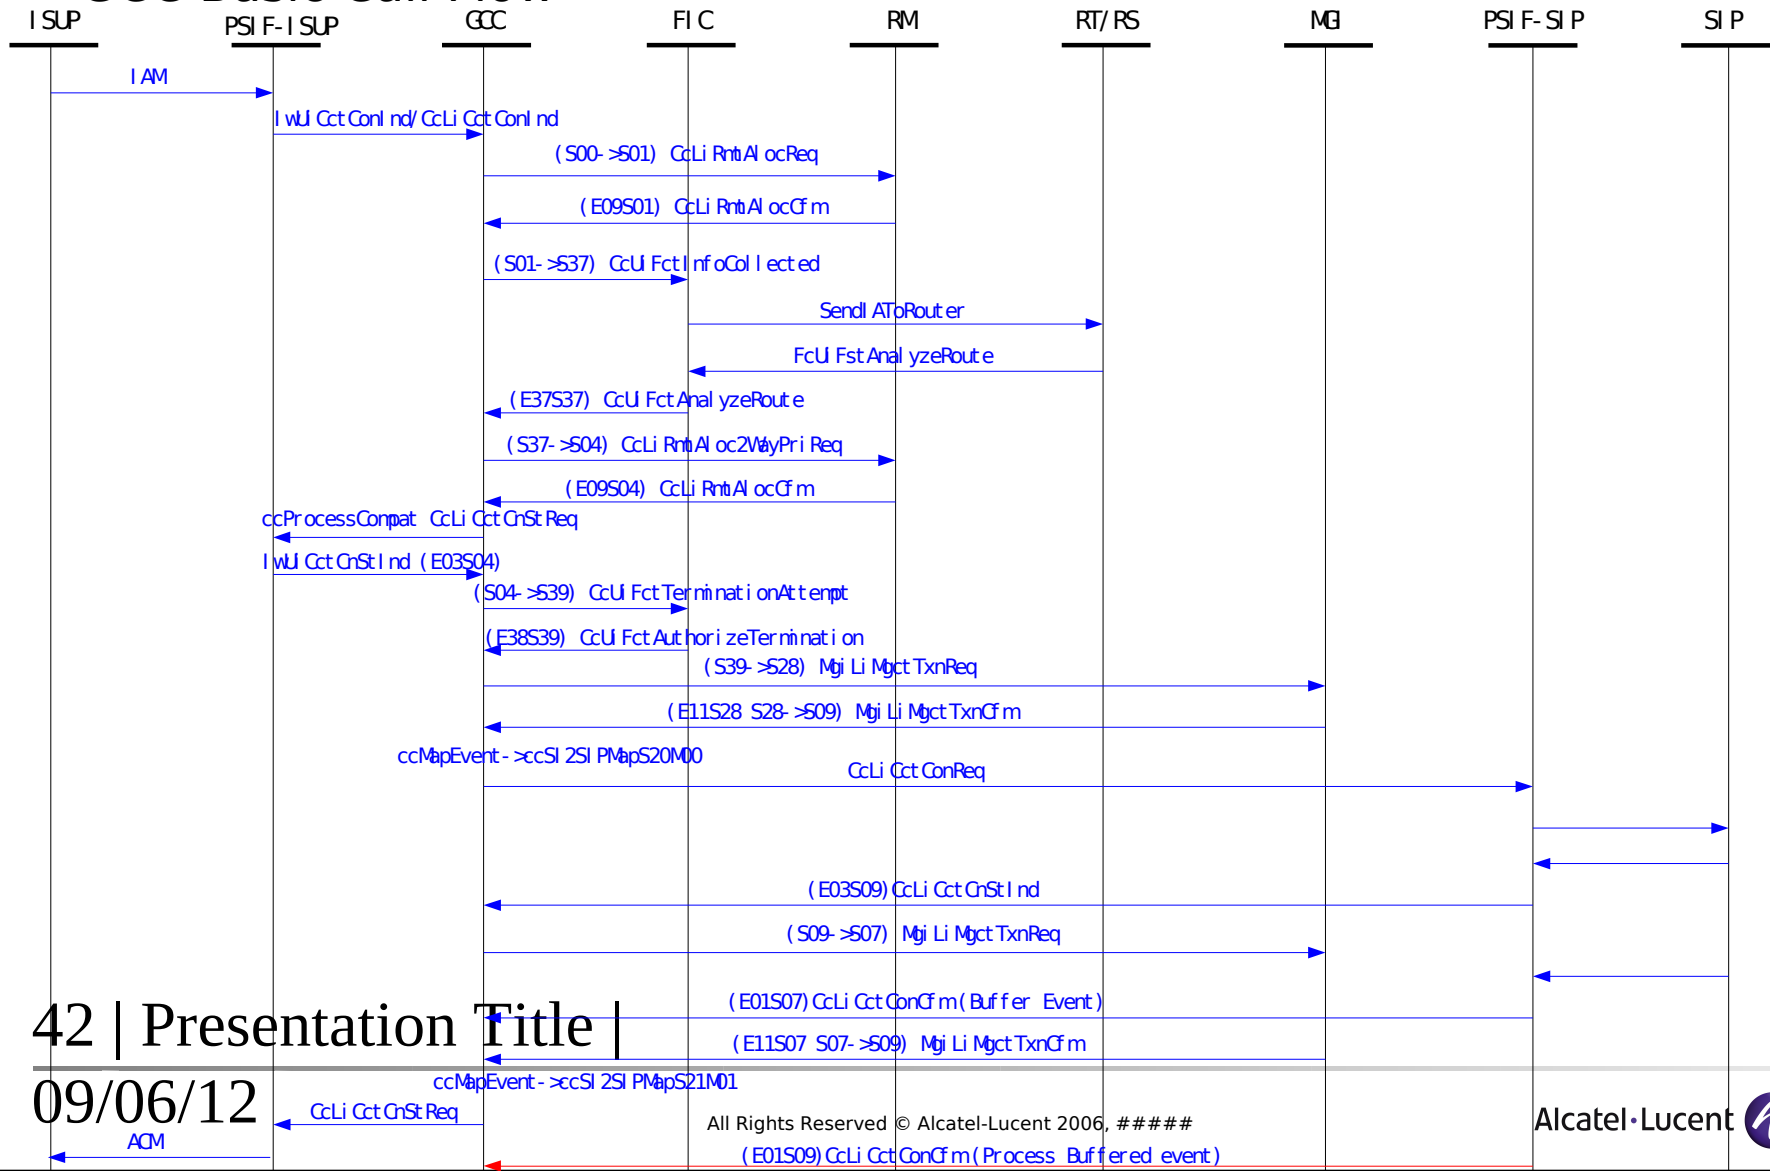 GCC Basic Call Flow
ISUP PSIF-ISUP GCC FIC RM RT/RS MGI PSIF-SIP SIP
IAM
IwUiCctConInd/CcLiCctConInd
(S00->S01) CcLiRmtAlocReq
(E09S01) CcLiRmtAlocCfm
(S01->S37) CcUiFctInfoCollected
SendIAToRouter
FcUiFstAnalyzeRoute
(E37S37) CcUiFctAnalyzeRoute
(S37->S04) CcLiRmtAloc2WayPriReq
(E09S04) CcLiRmtAlocCfm
ccProcessCompat CcLiCctCnStReq
IwUiCctCnStInd (E03S04)
(S04->S39) CcUiFctTerminationAttempt
(E38S39) CcUiFctAuthorizeTermination
(S39->S28) MgiLiMgctTxnReq
(E11S28 S28->S09) MgiLiMgctTxnCfm
ccMapEvent->ccSI2SIPMapS20M00
CcLiCctConReq
(E03S09)CcLiCctCnStInd
(S09->S07) MgiLiMgctTxnReq
(E01S07)CcLiCctConCfm(Buffer Event)
42 | Presentation Title |
(E11S07 S07->S09) MgiLiMgctTxnCfm
ccMapEvent->ccSI2SIPMapS21M01
09/06/12
CcLiCctCnStReq
All Rights Reserved © Alcatel-Lucent 2006, #####
Alcatel·Lucent
ACM
(E01S09)CcLiCctConCfm(Process Buffered event)